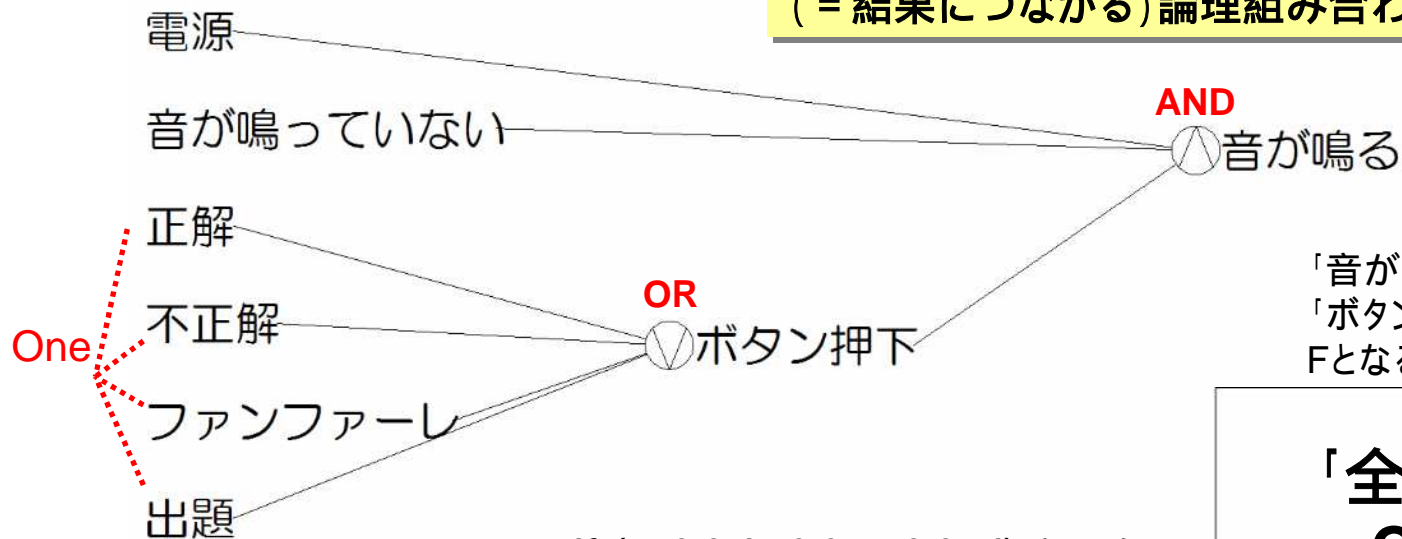 (=結果につながる)論理組み合わ
電源
AND
音が鳴っていない
音が鳴る
正解
「音が
OR
「ボタン
不正解
One
ボタン押下
Fとなる
ファンファーレ
「全
出題